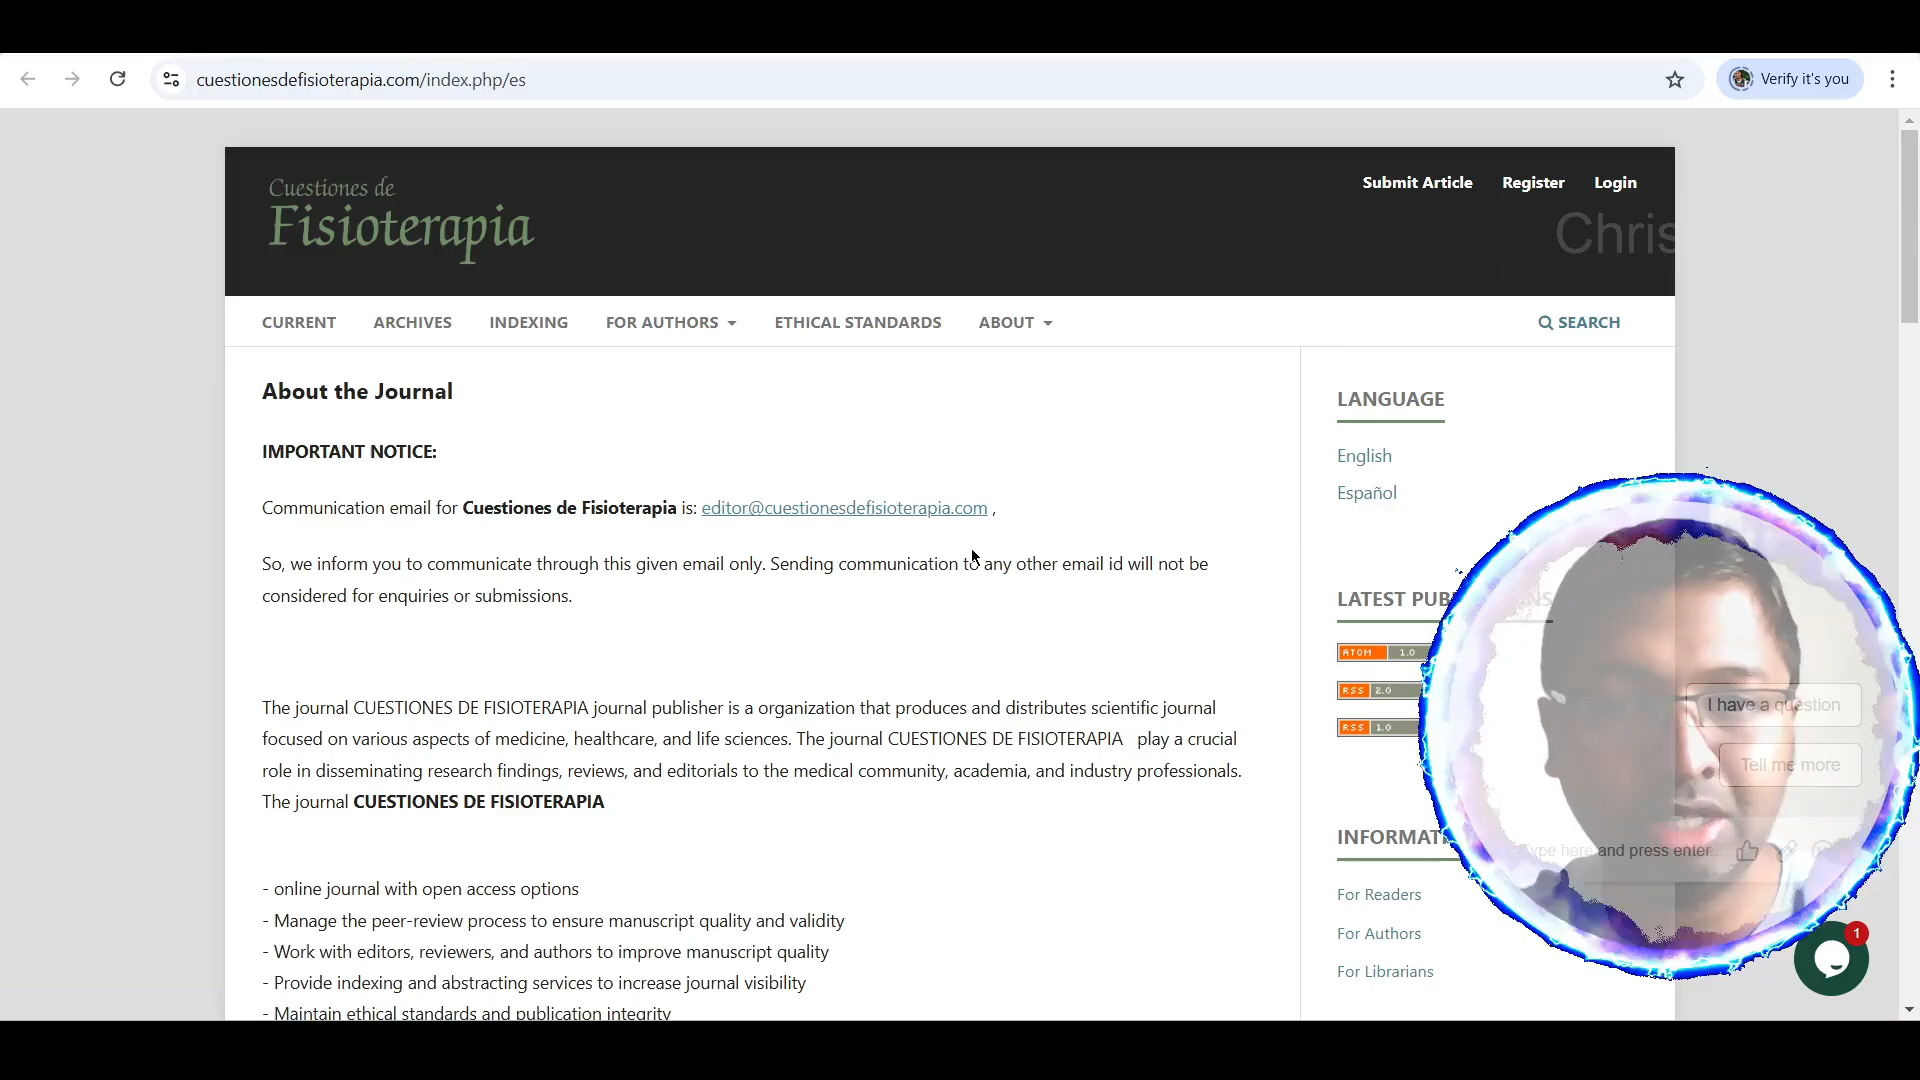 cuestionesdefisioterapia.com/index.php/es
Verify it's you
Cuestiones de
Fisioterapia
Submit Article Register Login
Chris
CURRENT ARCHIVES INDEXING FOR AUTHORS ETHICAL STANDARDS ABOUT SEARCH
About the Journal
IMPORTANT NOTICE:
Communication email for Cuestiones de Fisioterapia is: editor@cuestionesdefisioterapia.com ,
So, we inform you to communicate through this given email only. Sending communication to any other email id will not be
considered for enquiries or submissions.
The journal CUESTIONES DE FISIOTERAPIA journal publisher is a organization that produces and distributes scientific journal
focused on various aspects of medicine, healthcare, and life sciences. The journal CUESTIONES DE FISIOTERAPIA play a crucial
role in disseminating research findings, reviews, and editorials to the medical community, academia, and industry professionals.
The journal CUESTIONES DE FISIOTERAPIA
- online journal with open access options
- Manage the peer-review process to ensure manuscript quality and validity
- Work with editors, reviewers, and authors to improve manuscript quality
- Provide indexing and abstracting services to increase journal visibility
- Maintain ethical standards and publication integrity
LANGUAGE
English
Español
LATEST
ATOM 1.0
RSS 2.0
RSS 1.0
I have a question
Tell me more
Type here and press enter..
For Readers
For Authors
For Librarians
1